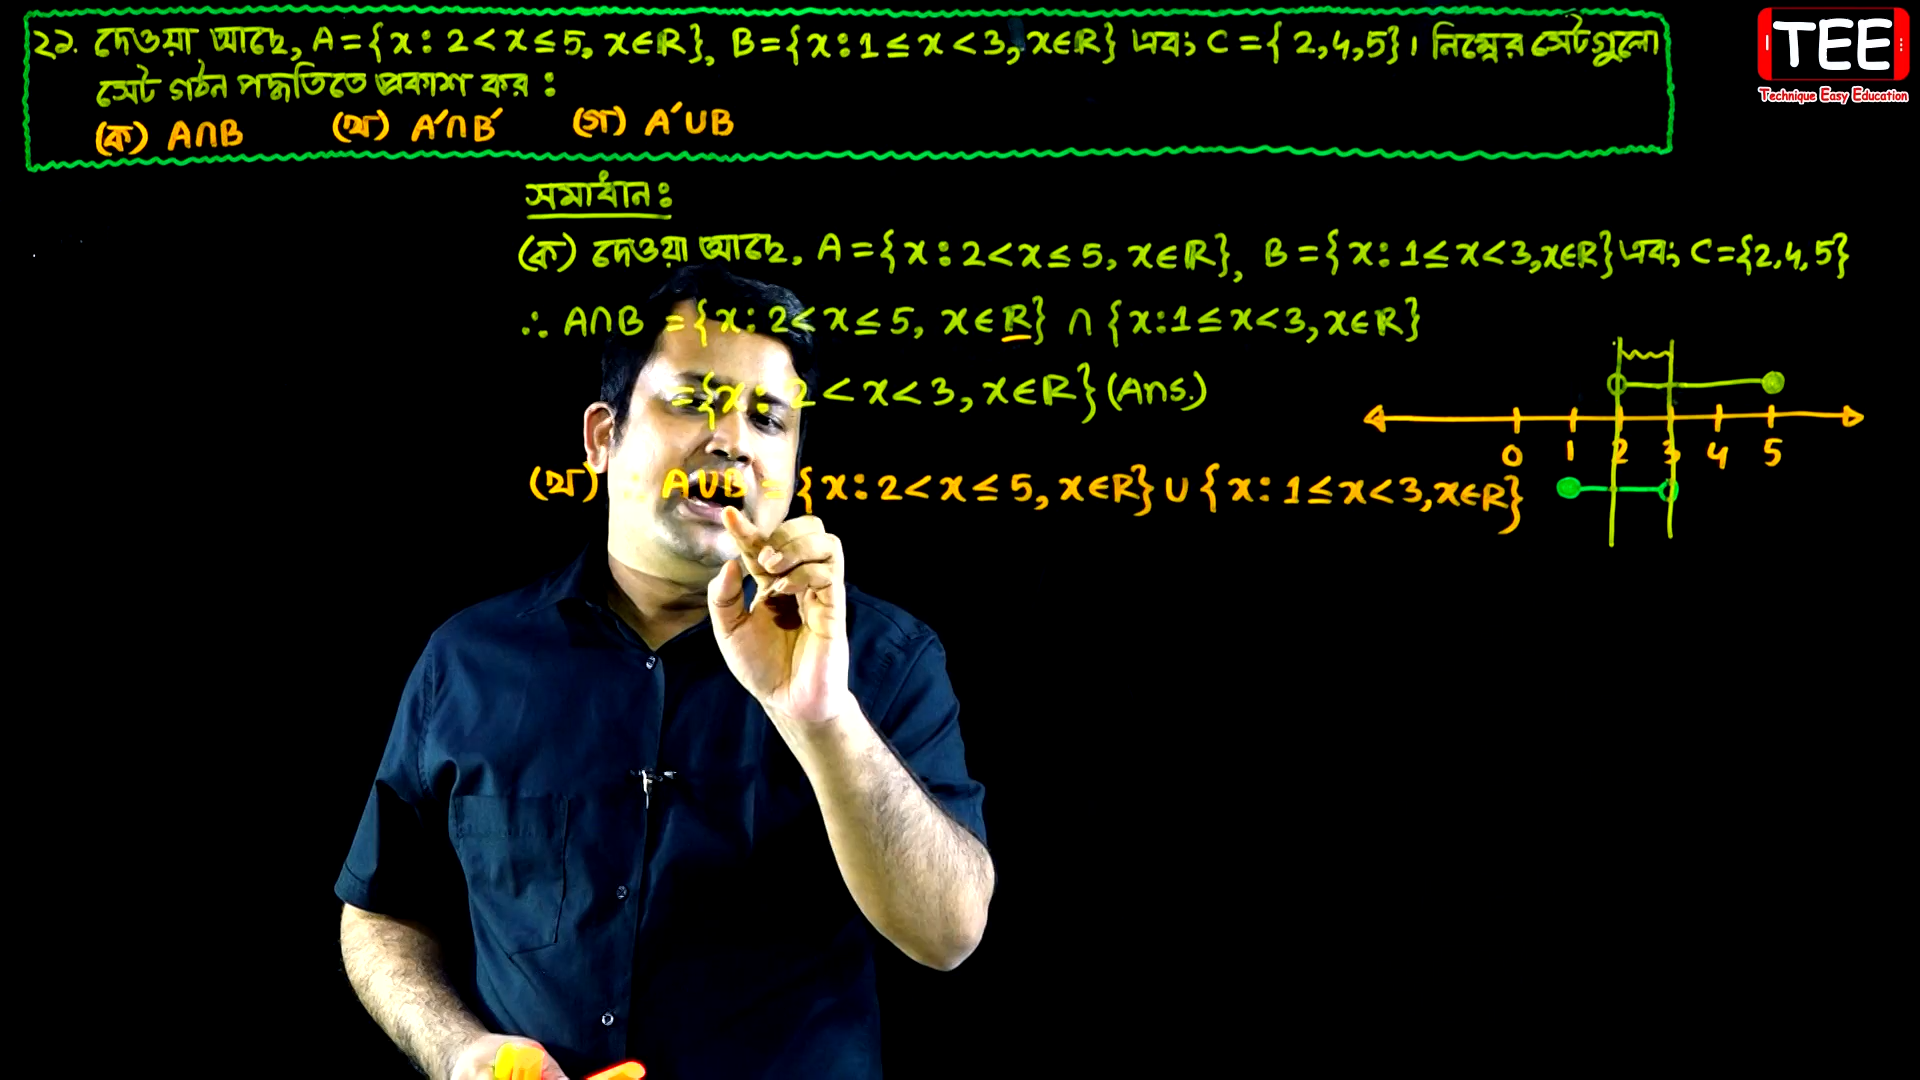 ২১. দেওয়া আছে, A = {x : 2 < x ≤ 5, x∈R}, B = {x : 1 ≤ x < 3, x∈R} এবং C = { 2,4,5}। নিম্নের সেটগুলো
সেট গঠন পদ্ধতিতে প্রকাশ কর :
(ক) A∩B (খ) A′∩B′ (গ) A′∪B
TEE
Technique Easy Education
সমাধান :
(ক) দেওয়া আছে, A = {x : 2 < x ≤ 5, x∈R}, B = {x : 1 ≤ x < 3, x∈R} এবং C = {2,4,5}
∴ A∩B = {x : 2 < x ≤ 5, x∈R} ∩ {x : 1 ≤ x < 3, x∈R}
= {x : 2 < x < 3, x∈R} (Ans.)
0 1 2 3 4 5
(খ) ∴ A∪B = {x : 2 < x ≤ 5, x∈R} ∪ {x : 1 ≤ x < 3, x∈R}